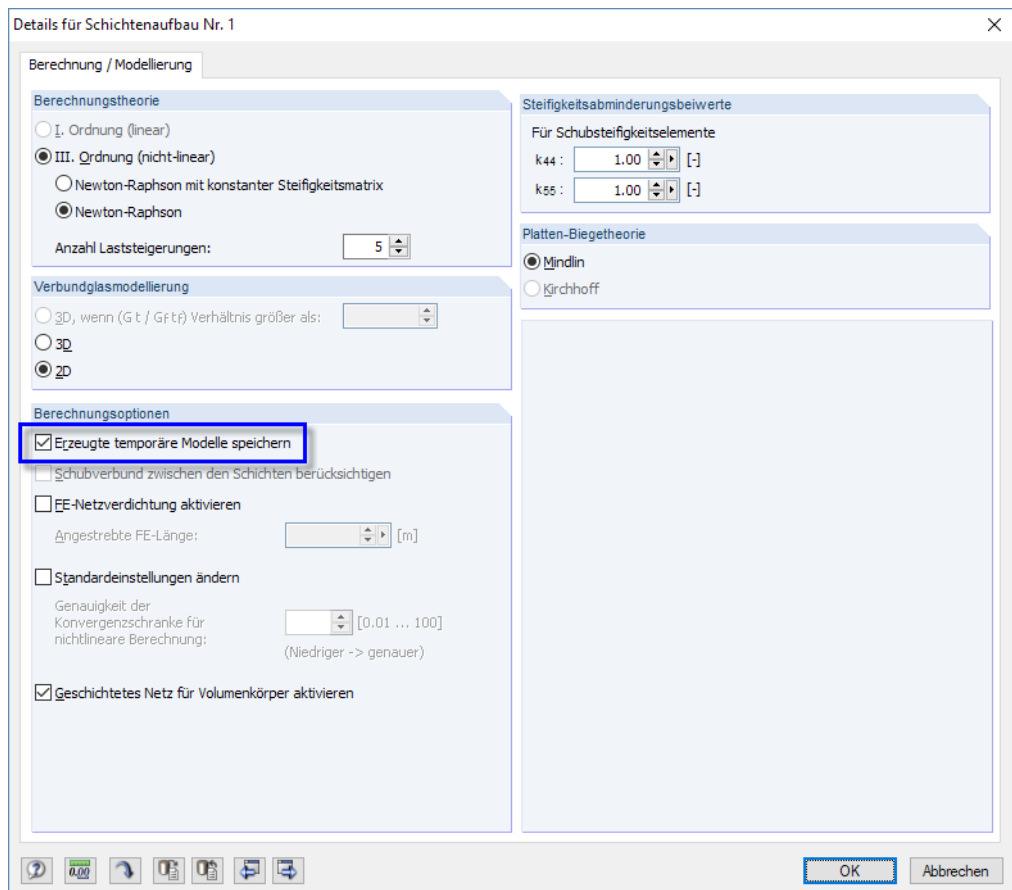 Details für Schichtenaufbau Nr. 1
Berechnung / Modellierung
Berechnungstheorie
I. Ordnung (linear)
III. Ordnung (nicht-linear)
Newton-Raphson mit konstanter Steifigkeitsmatrix
Newton-Raphson
Anzahl Laststeigerungen: 5
Verbundglasmodellierung
3D, wenn (G t / Gf tf) Verhältnis größer als:
3D
2D
Berechnungsoptionen
Erzeugte temporäre Modelle speichern
Schubverbund zwischen den Schichten berücksichtigen
FE-Netzverdichtung aktivieren
Angestrebte FE-Länge: [m]
Standardeinstellungen ändern
Genauigkeit der
Konvergenzschranke für
nichtlineare Berechnung:
[0.01 ... 100]
(Niedriger -> genauer)
Geschichtetes Netz für Volumenkörper aktivieren
Steifigkeitsabminderungsbeiwerte
Für Schubsteifigkeitselemente
k44 : 1.00 [-]
k55 : 1.00 [-]
Platten-Biegetheorie
Mindlin
Kirchhoff
0.00
OK
Abbrechen